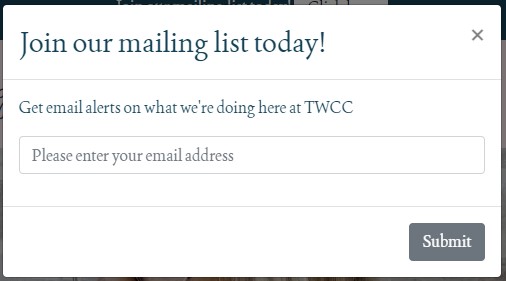 Join our mailing list today!
×
Get email alerts on what we're doing here at TWCC
Please enter your email address
Submit